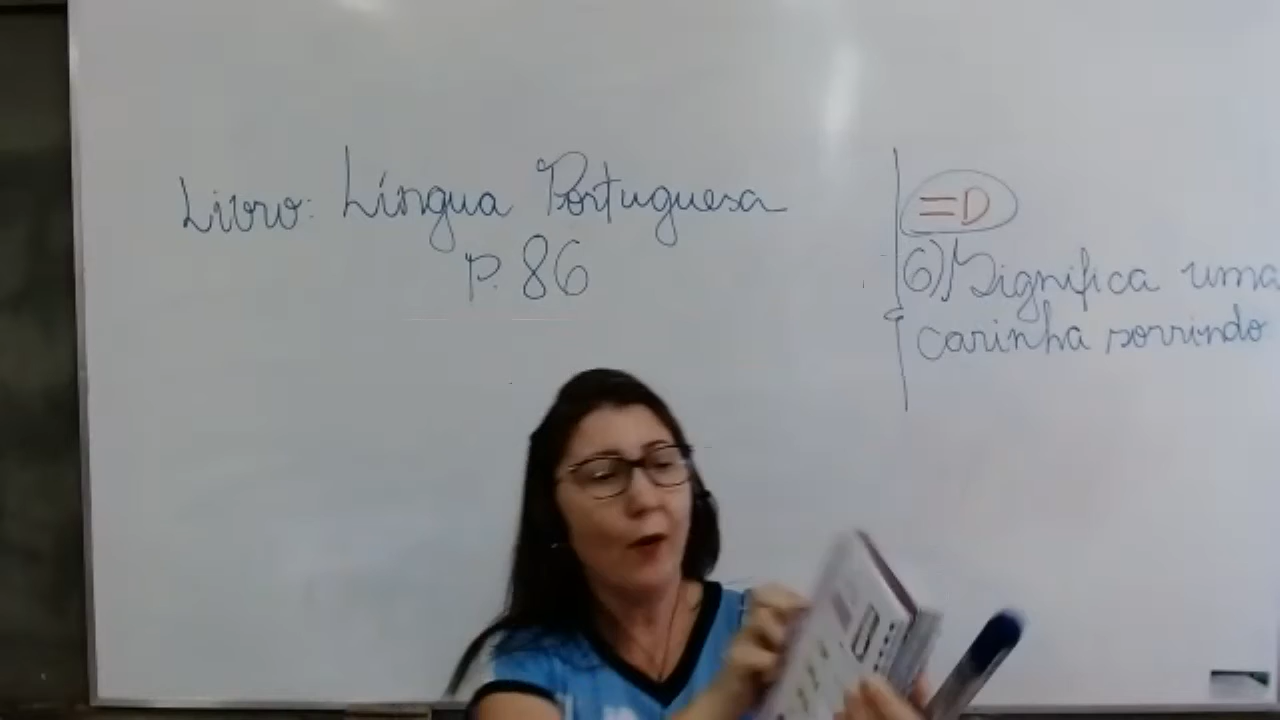 Livro: Língua Portuguesa
p. 86
=D
6) Significa uma
carinha sorrindo